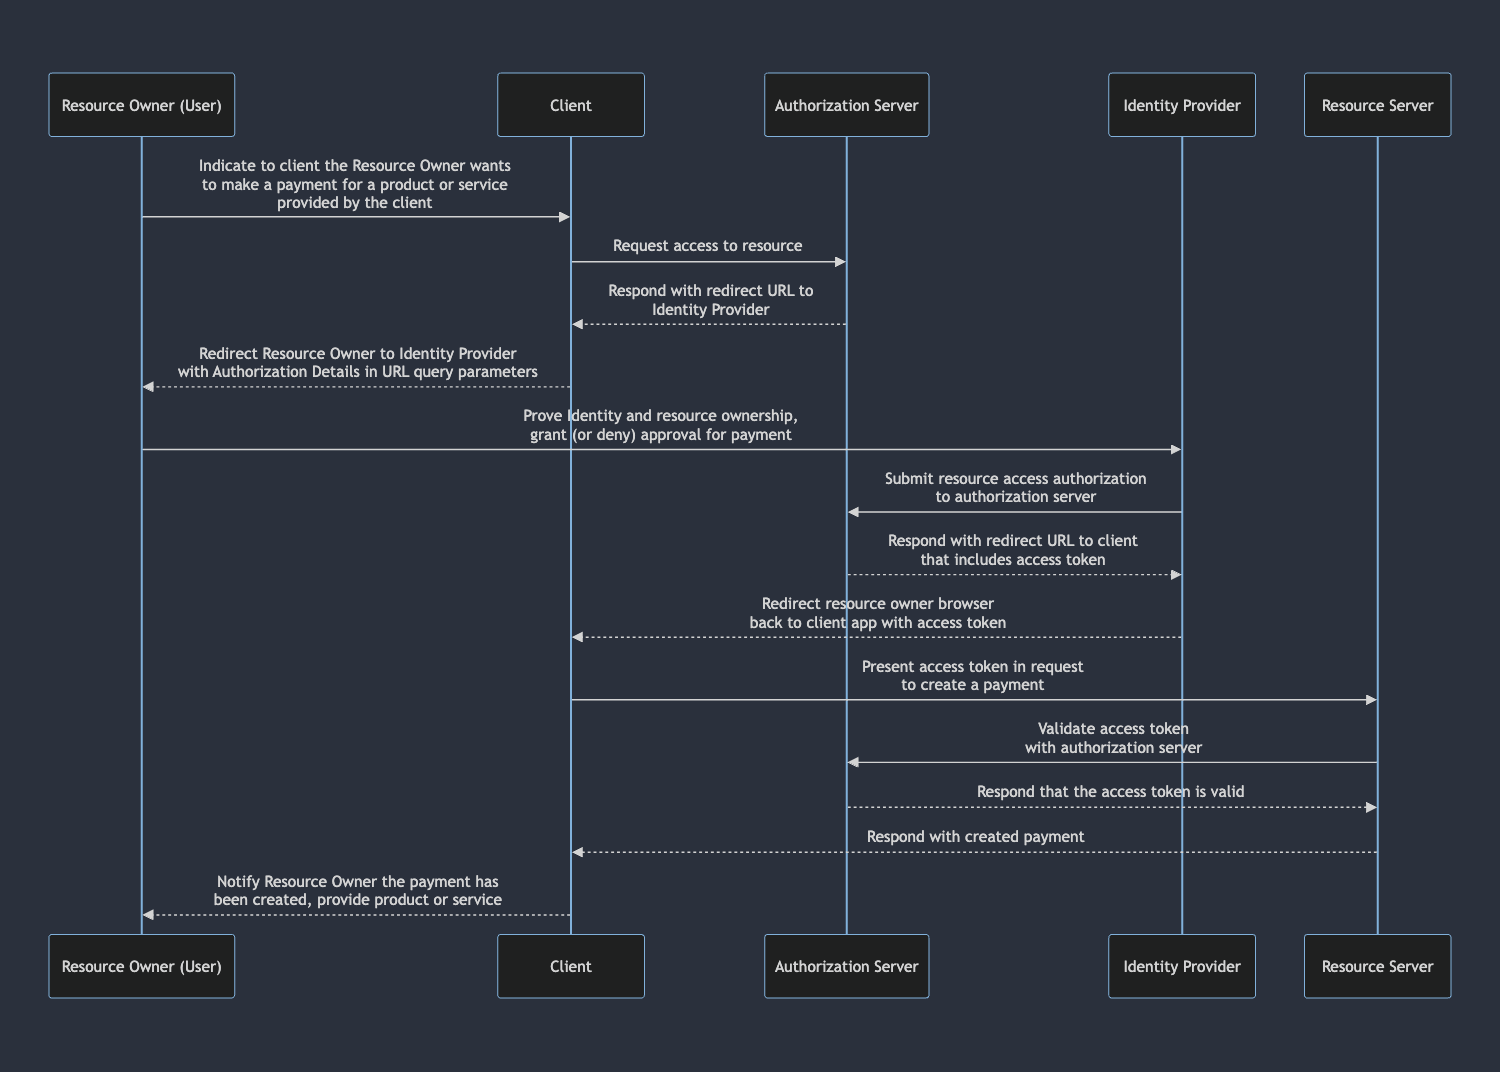 Resource Owner (User)
Client
Authorization Server
Identity Provider
Resource Server
Indicate to client the Resource Owner wants
to make a payment for a product or service
provided by the client
Request access to resource
Respond with redirect URL to
Identity Provider
Redirect Resource Owner to Identity Provider
with Authorization Details in URL query parameters
Prove Identity and resource ownership,
grant (or deny) approval for payment
Submit resource access authorization
to authorization server
Respond with redirect URL to client
that includes access token
Redirect resource owner browser
back to client app with access token
Present access token in request
to create a payment
Validate access token
with authorization server
Respond that the access token is valid
Respond with created payment
Notify Resource Owner the payment has
been created, provide product or service
Resource Owner (User)
Client
Authorization Server
Identity Provider
Resource Server